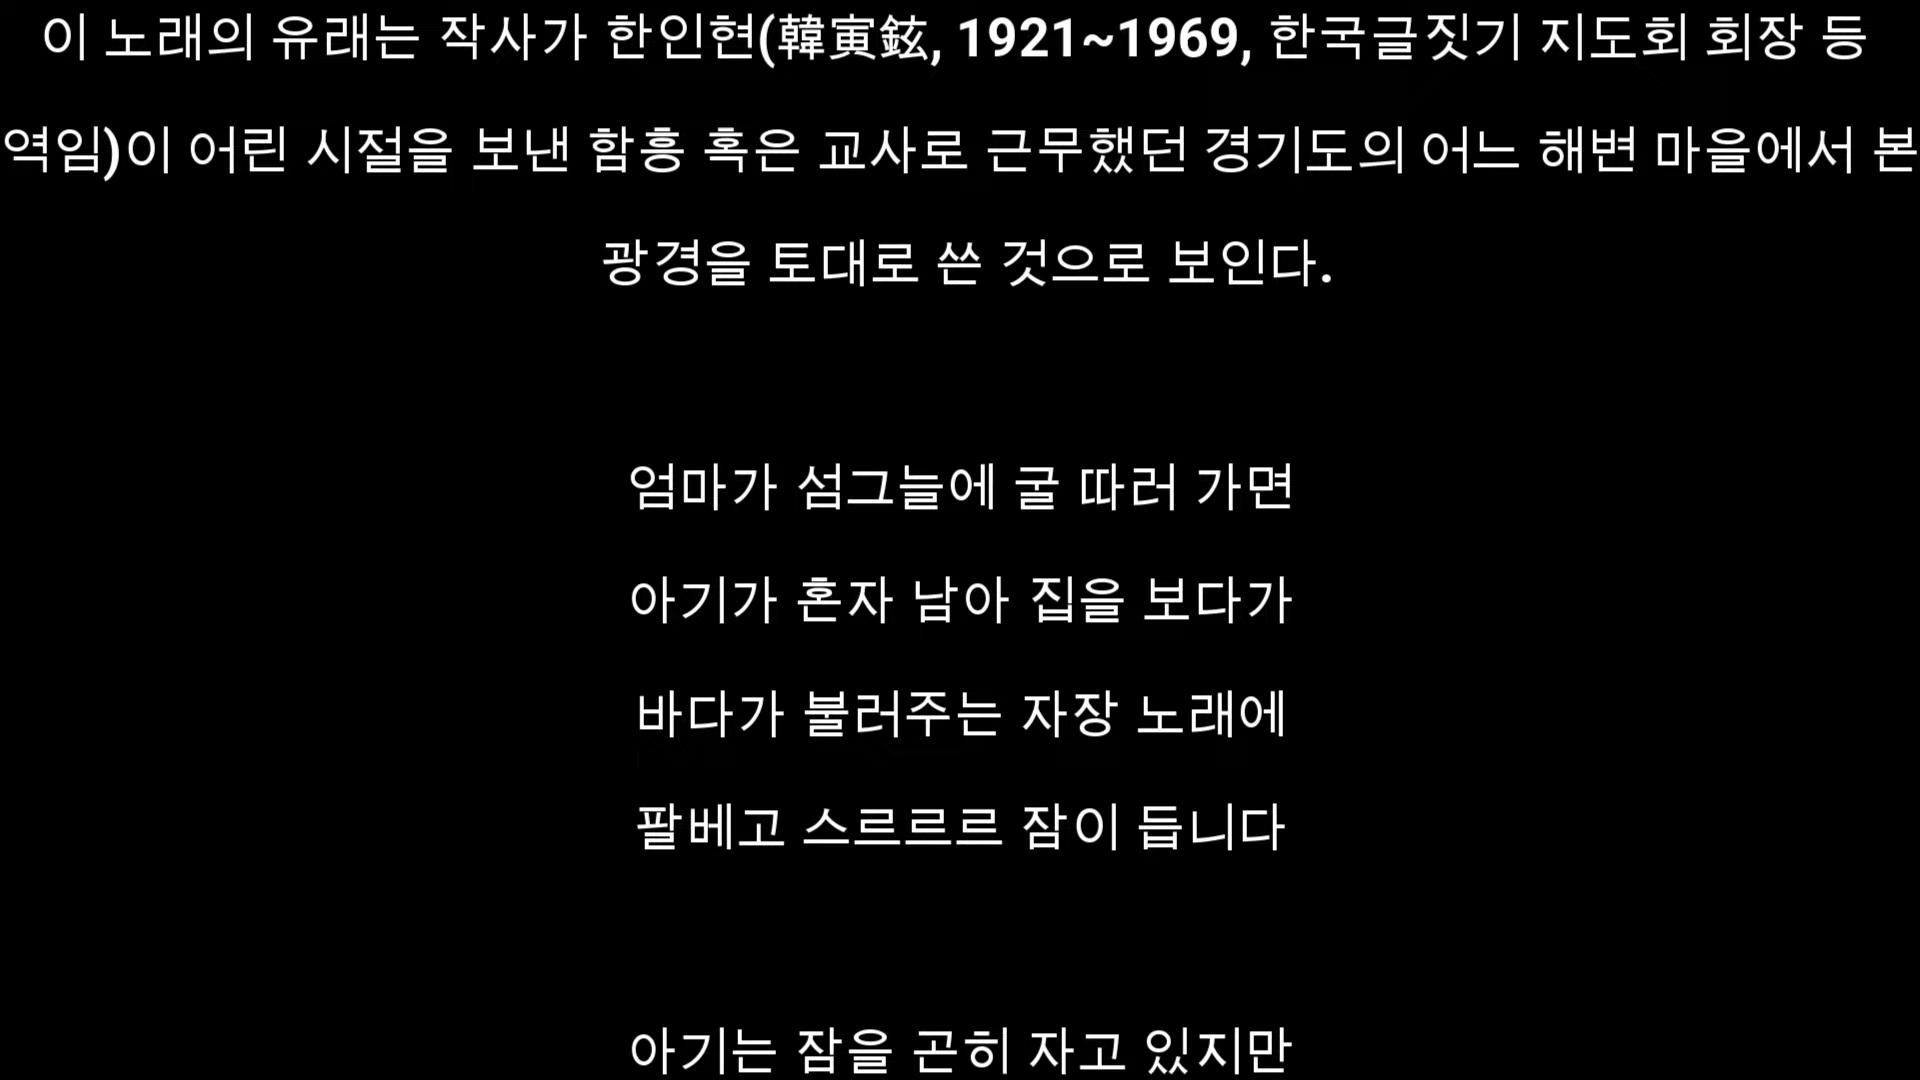 이 노래의 유래는 작사가 한인현(韓寅鉉, 1921~1969, 한국글짓기 지도회 회장 등
역임)이 어린 시절을 보낸 함흥 혹은 교사로 근무했던 경기도의 어느 해변 마을에서 본
광경을 토대로 쓴 것으로 보인다.
엄마가 섬그늘에 굴 따러 가면
아기가 혼자 남아 집을 보다가
바다가 불러주는 자장 노래에
팔베고 스르르르 잠이 듭니다
아기는 잠을 곤히 자고 있지만